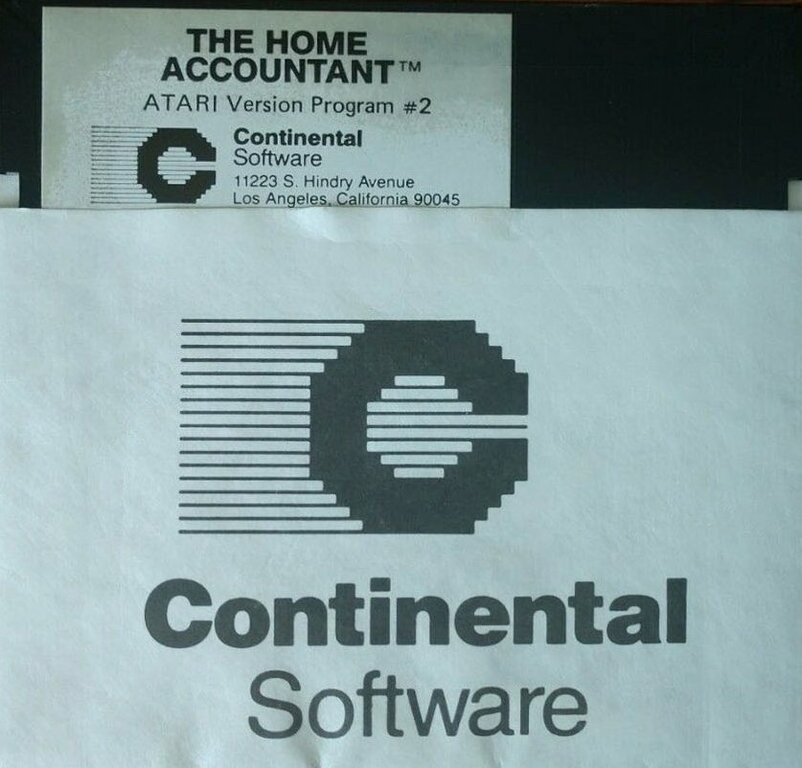 THE HOME
ACCOUNTANT™
ATARI Version Program #2
Continental
Software
11223 S. Hindry Avenue
Los Angeles, California 90045
Continental
Software